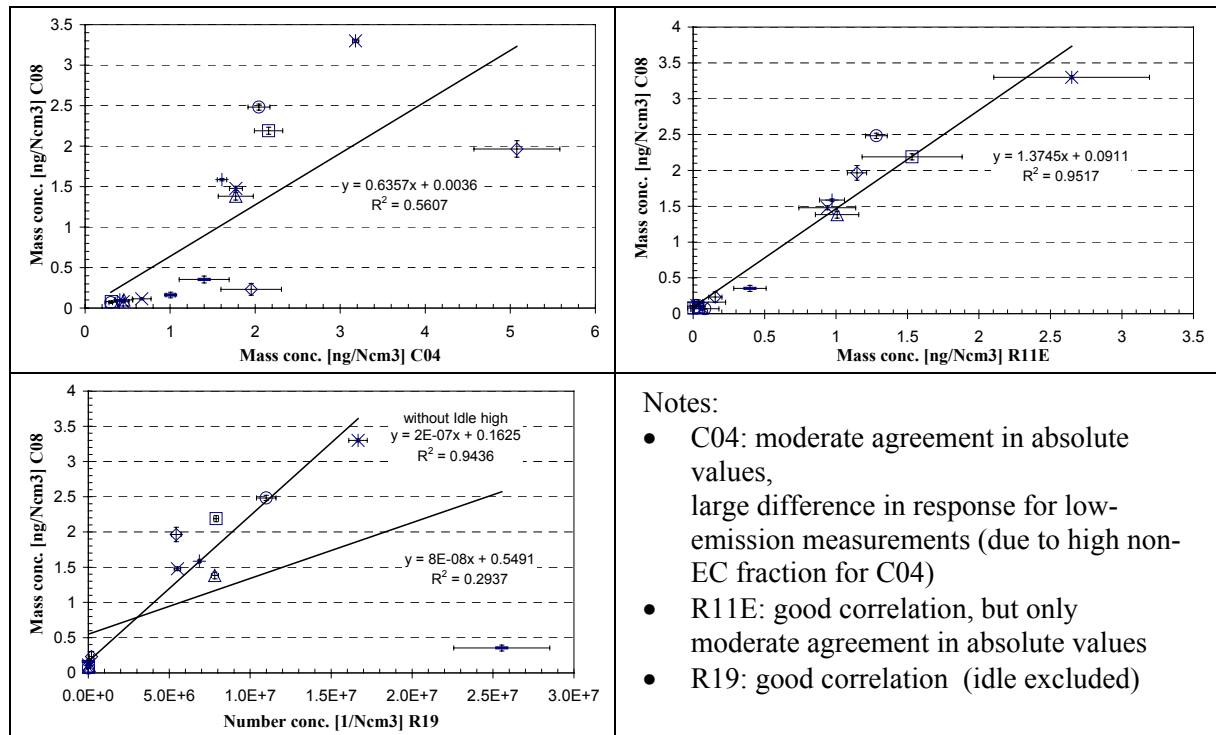 3.5
3
2.5
2
1.5
1
0.5
0
Mass conc. [ng/Ncm3] C08
y = 0.6357x + 0.0036
R² = 0.5607
0 1 2 3 4 5 6
Mass conc. [ng/Ncm3] C04
4
3.5
3
2.5
2
1.5
1
0.5
0
Mass conc. [ng/Ncm3] C08
y = 1.3745x + 0.0911
R² = 0.9517
0 0.5 1 1.5 2 2.5 3 3.5
Mass conc. [ng/Ncm3] R11E
4
3.5
3
2.5
2
1.5
1
0.5
0
Mass conc. [ng/Ncm3] C08
without Idle high
y = 2E-07x + 0.1625
R² = 0.9436
y = 8E-08x + 0.5491
R² = 0.2937
0.0E+0 5.0E+6 1.0E+7 1.5E+7 2.0E+7 2.5E+7 3.0E+7
Number conc. [1/Ncm3] R19
Notes:
• C04: moderate agreement in absolute
values,
large difference in response for low-
emission measurements (due to high non-
EC fraction for C04)
• R11E: good correlation, but only
moderate agreement in absolute values
• R19: good correlation (idle excluded)